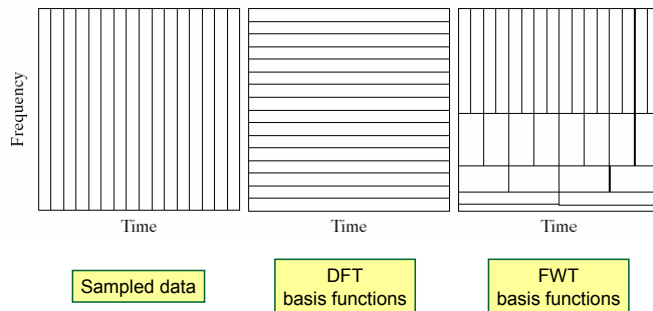 Frequency
Time
Time
Time
Sampled data
DFT
basis functions
FWT
basis functions